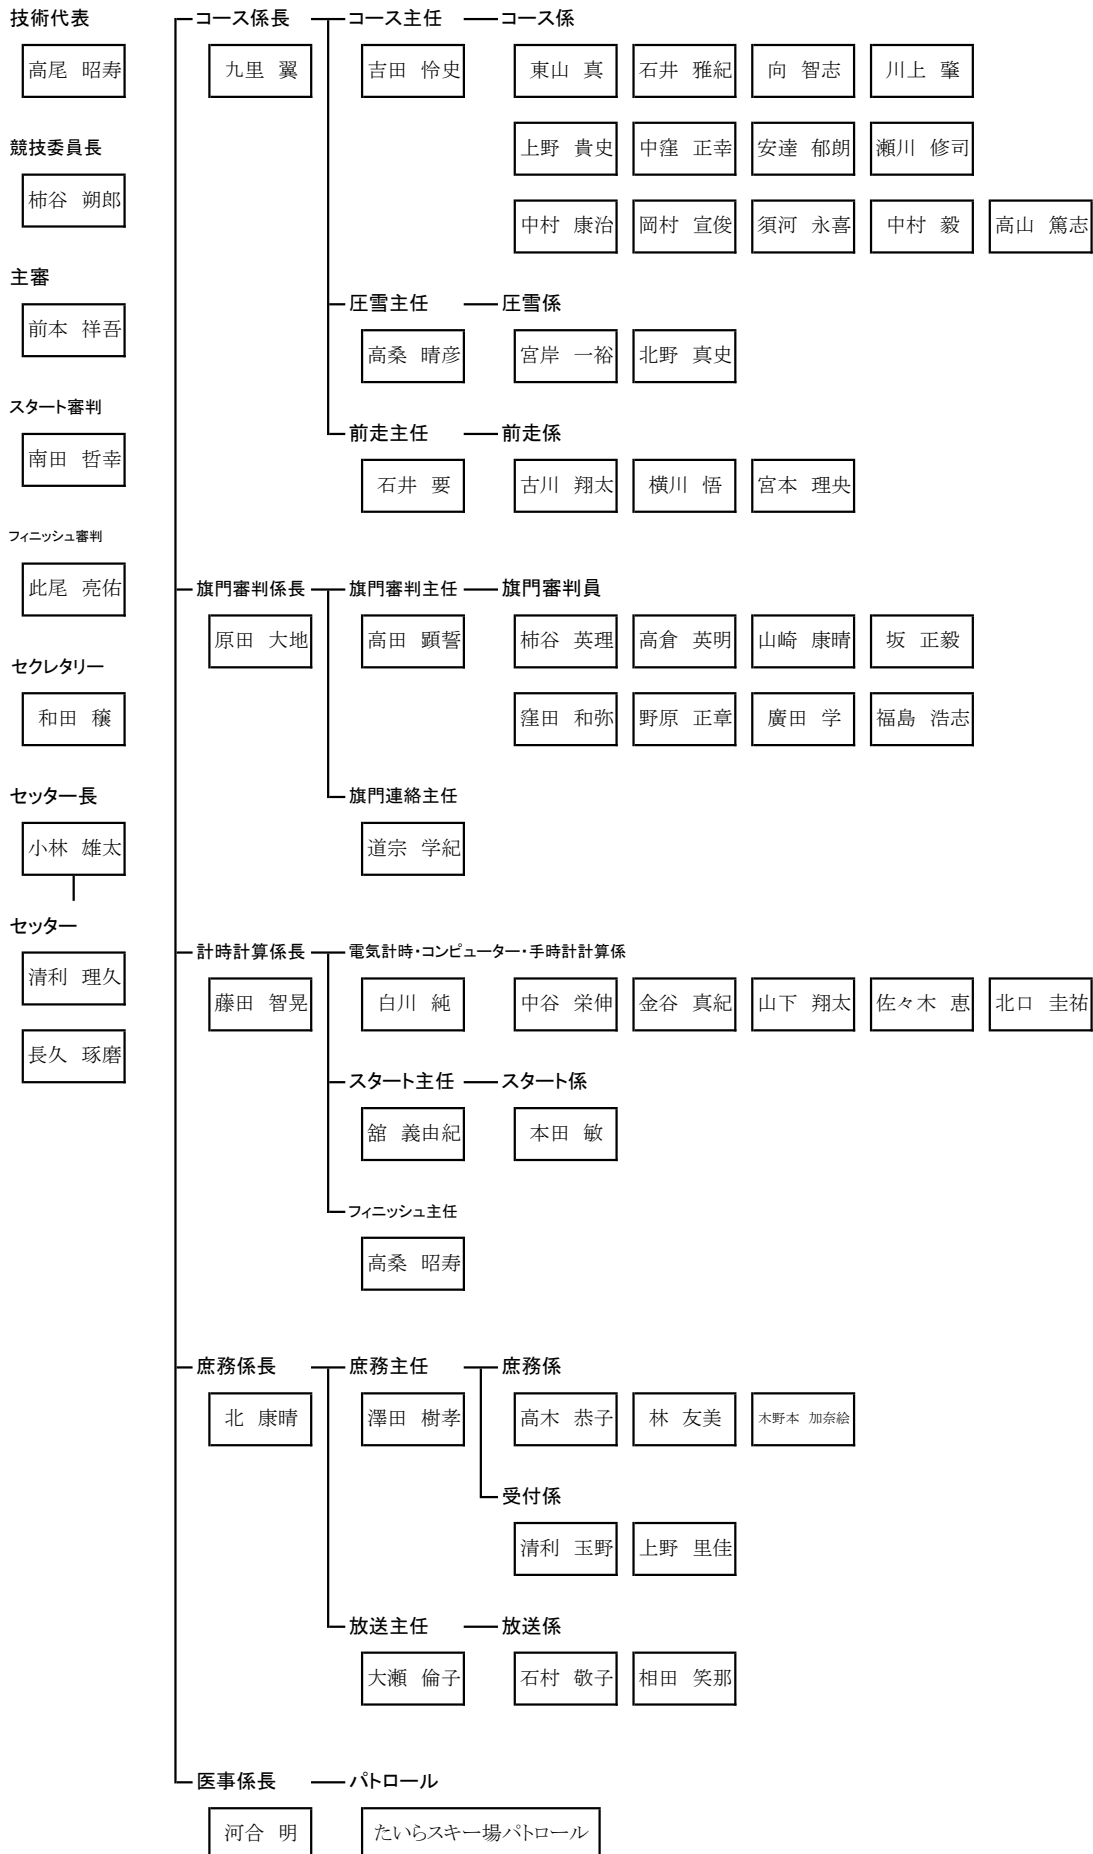 技術代表
高尾 昭寿
競技委員長
柿谷 朔郎
主審
前本 祥吾
スタート審判
南田 哲幸
フィニッシュ審判
此尾 亮佑
セクレタリー
和田 穣
セッター長
小林 雄太
セッター
清利 理久
長久 琢磨
コース係長 コース主任 コース係
九里 翼 吉田 怜史 東山 真 石井 雅紀 向 智志 川上 肇
上野 貴史 中窪 正幸 安達 郁朗 瀬川 修司
中村 康治 岡村 宣俊 須河 永喜 中村 毅 高山 篤志
圧雪主任 圧雪係
高桑 晴彦 宮岸 一裕 北野 真史
前走主任 前走係
石井 要 古川 翔太 横川 悟 宮本 理央
旗門審判係長 旗門審判主任 旗門審判員
原田 大地 高田 顕誓 柿谷 英理 高倉 英明 山崎 康晴 坂 正毅
窪田 和弥 野原 正章 廣田 学 福島 浩志
旗門連絡主任
道宗 学紀
計時計算係長 電気計時・コンピューター・手時計計算係
藤田 智晃 白川 純 中谷 栄伸 金谷 真紀 山下 翔太 佐々木 恵 北口 圭祐
スタート主任 スタート係
舘 義由紀 本田 敏
フィニッシュ主任
高桑 昭寿
庶務係長 庶務主任 庶務係
北 康晴 澤田 樹孝 高木 恭子 林 友美 木野本 加奈絵
受付係
清利 玉野 上野 里佳
放送主任 放送係
大瀬 倫子 石村 敬子 相田 笑那
医事係長 パトロール
河合 明 たいらスキー場パトロール